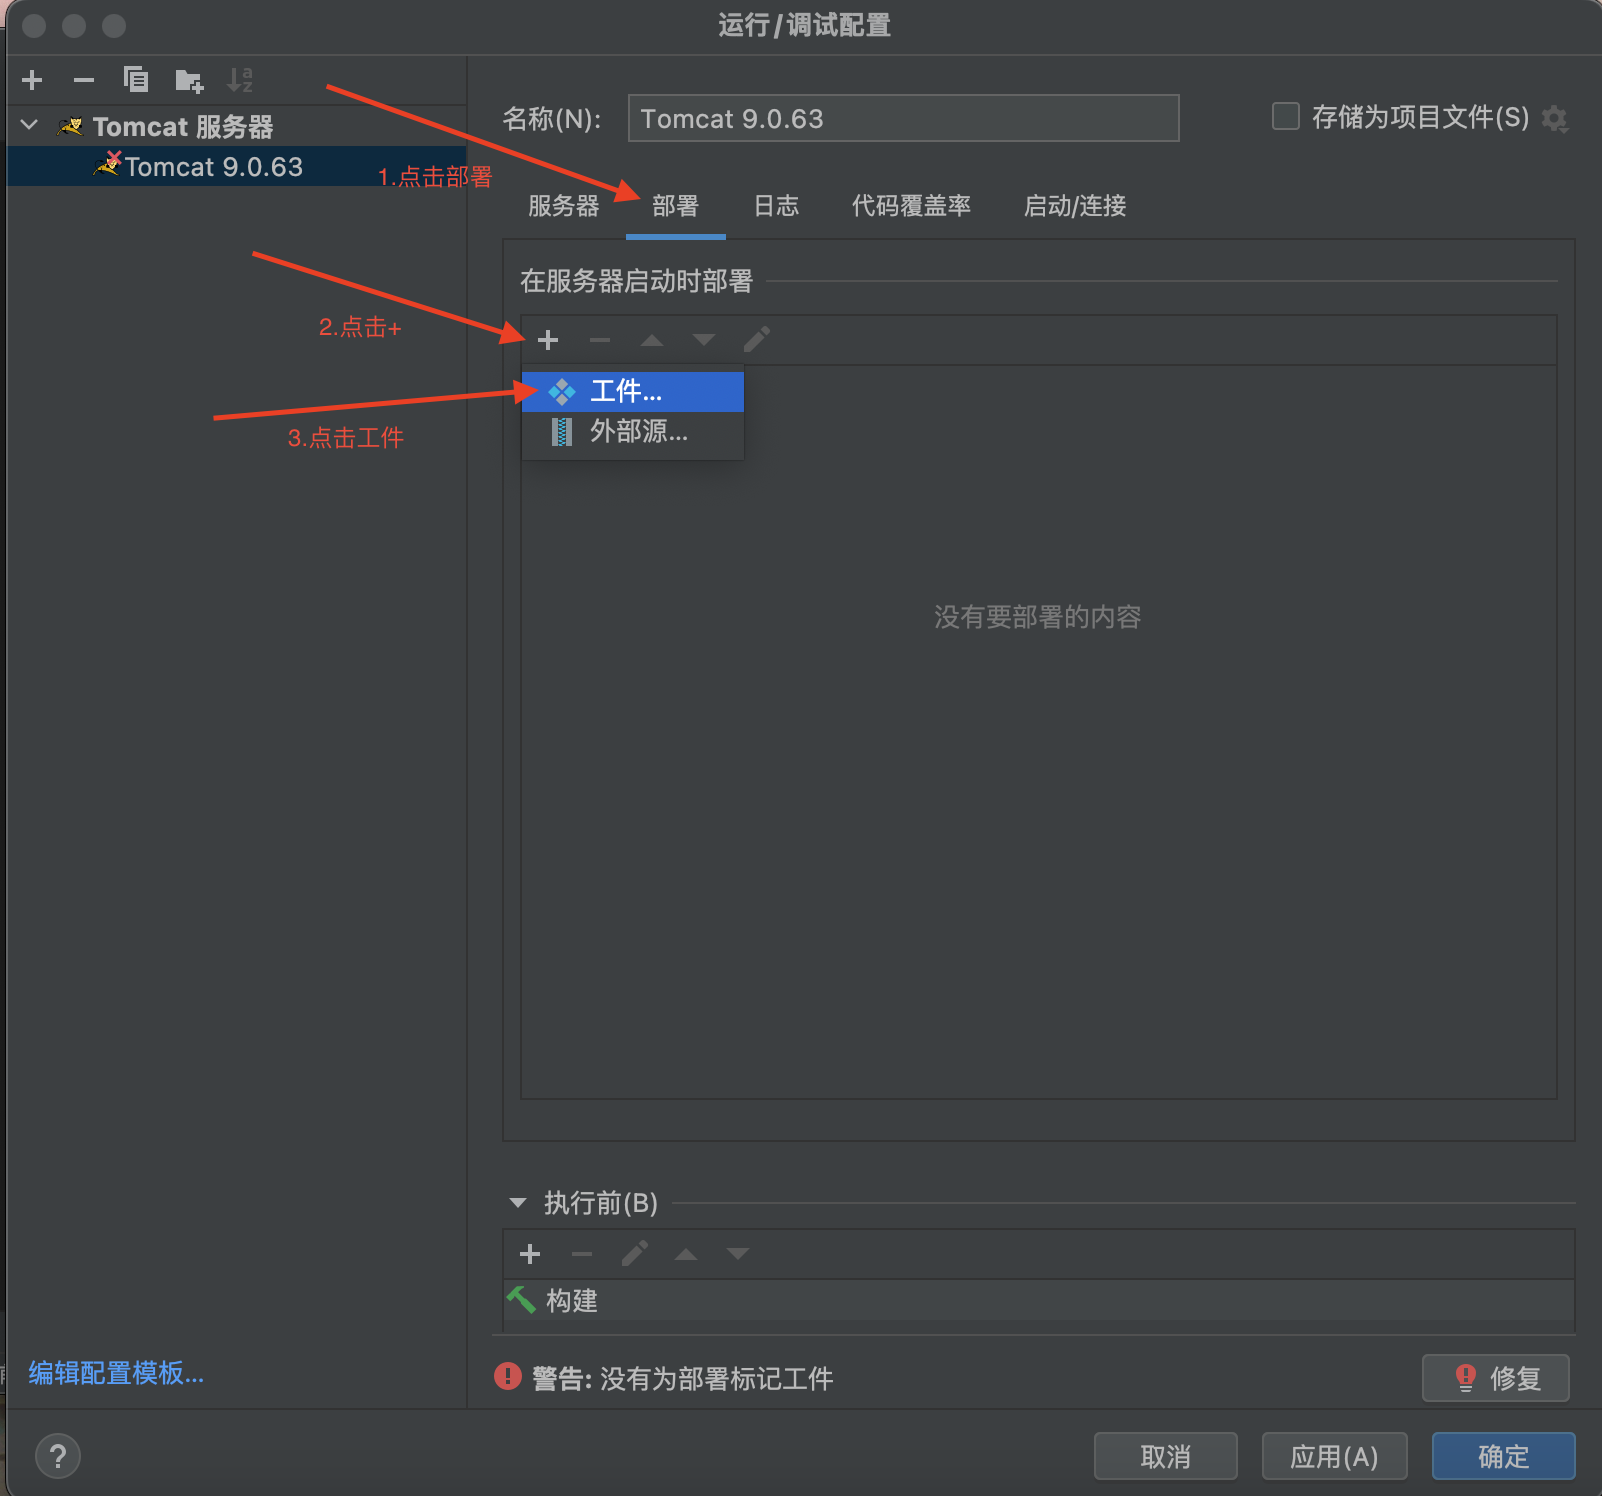 运行/调试配置
Tomcat 服务器
Tomcat 9.0.63
名称(N):
Tomcat 9.0.63
存储为项目文件(S)
1.点击部署
服务器
部署
日志
代码覆盖率
启动/连接
在服务器启动时部署
2.点击+
工件...
外部源...
3.点击工件
没有要部署的内容
执行前(B)
构建
编辑配置模板...
警告: 没有为部署标记工件
修复
?
取消
应用(A)
确定